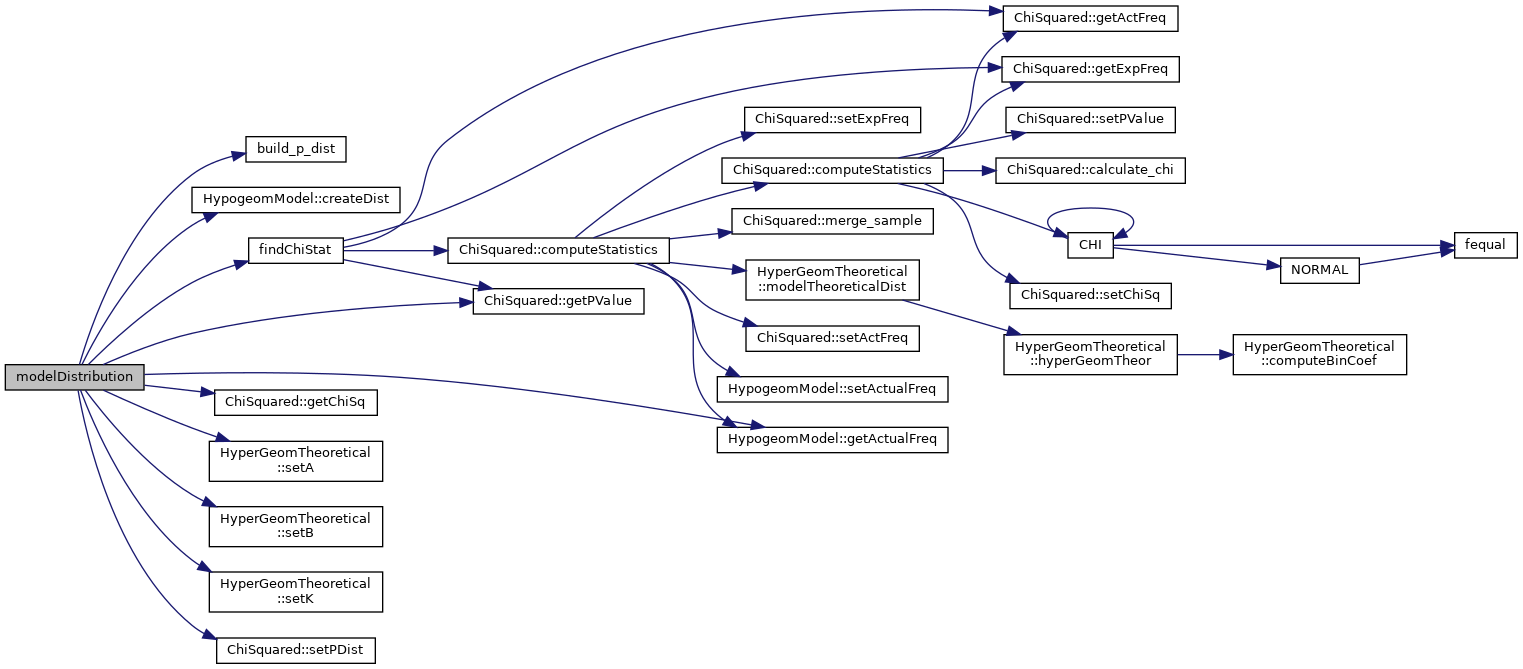 modelDistribution
build_p_dist
HypogeomModel::createDist
findChiStat
ChiSquared::getPValue
ChiSquared::getChiSq
HyperGeomTheoretical
::setA
HyperGeomTheoretical
::setB
HyperGeomTheoretical
::setK
ChiSquared::setPDist
ChiSquared::computeStatistics
ChiSquared::setExpFreq
ChiSquared::computeStatistics
ChiSquared::merge_sample
HyperGeomTheoretical
::modelTheoreticalDist
ChiSquared::setActFreq
HypogeomModel::setActualFreq
HypogeomModel::getActualFreq
ChiSquared::getActFreq
ChiSquared::getExpFreq
ChiSquared::setPValue
ChiSquared::calculate_chi
CHI
ChiSquared::setChiSq
HyperGeomTheoretical
::hyperGeomTheor
NORMAL
HyperGeomTheoretical
::computeBinCoef
fequal